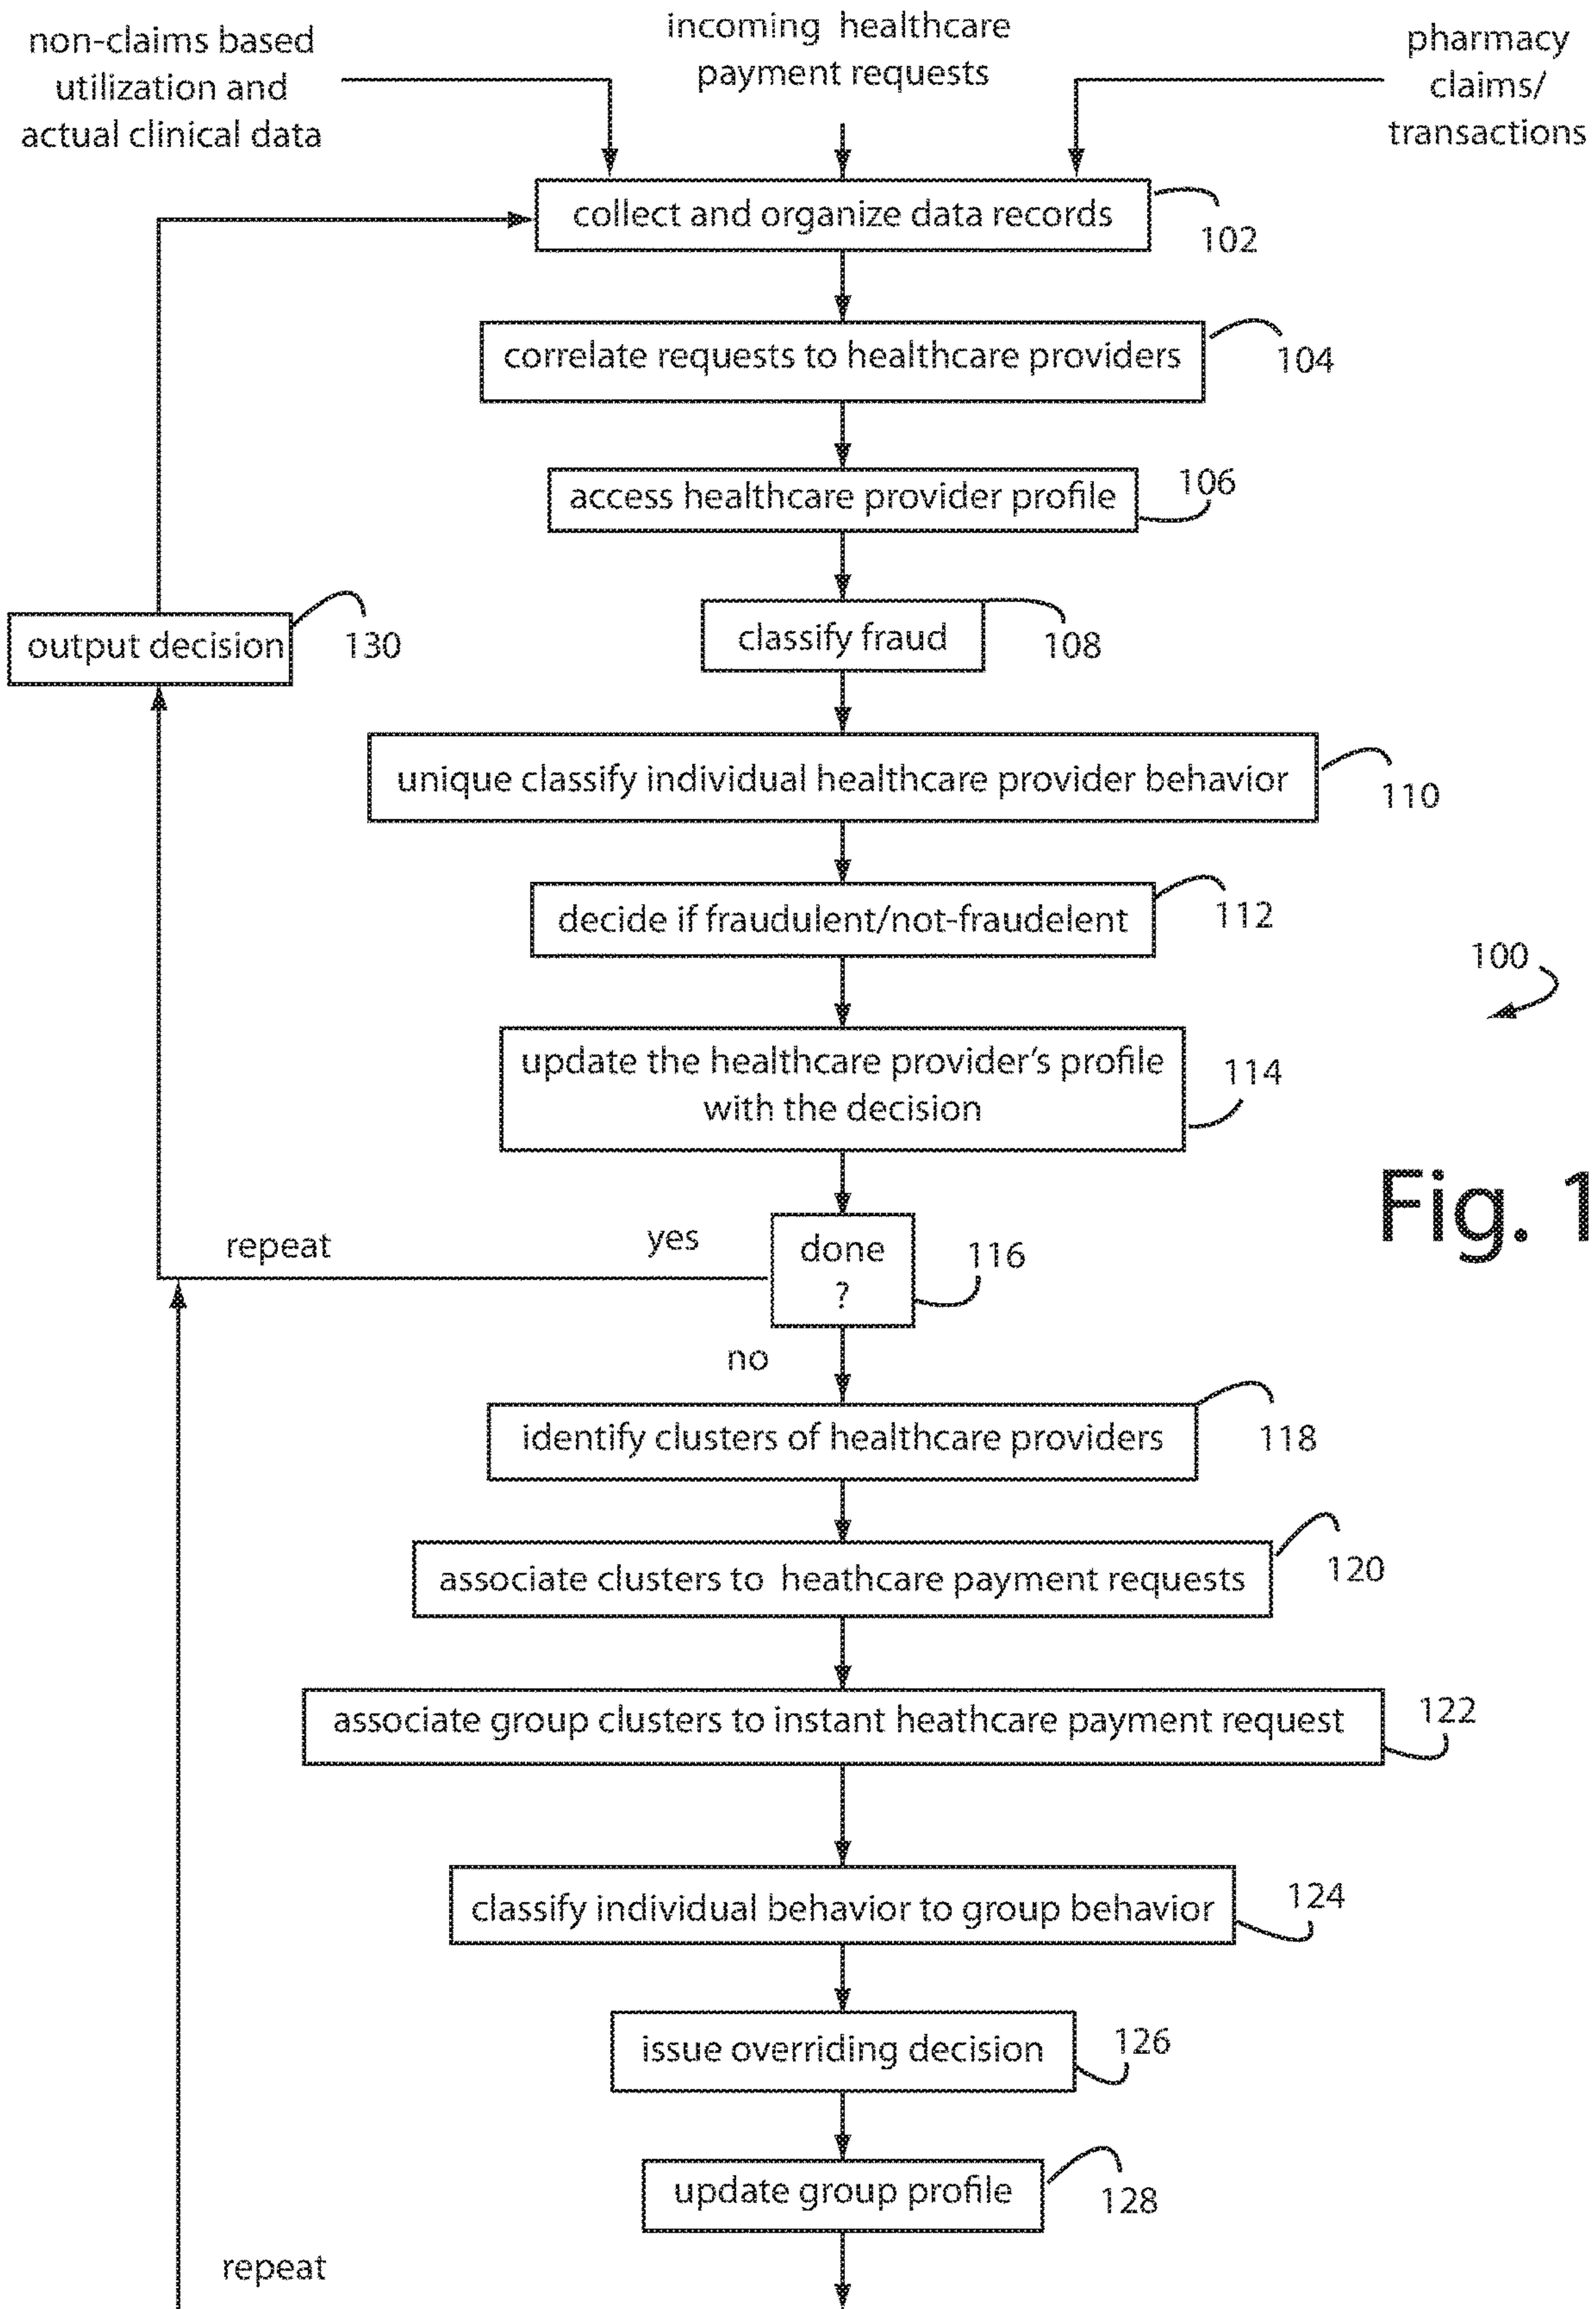 non-claims based
utilization and
actual clinical data
incoming healthcare
payment requests
pharmacy
claims/
transactions
collect and organize data records
102
correlate requests to healthcare providers
104
access healthcare provider profile
106
classify fraud
108
output decision
130
unique classify individual healthcare provider behavior
110
decide if fraudulent/not-fraudelent
112
100
update the healthcare provider's profile
with the decision
114
Fig. 1
repeat
yes
done
?
116
no
identify clusters of healthcare providers
118
associate clusters to heathcare payment requests
120
associate group clusters to instant heathcare payment request
122
classify individual behavior to group behavior
124
issue overriding decision
126
update group profile
128
repeat